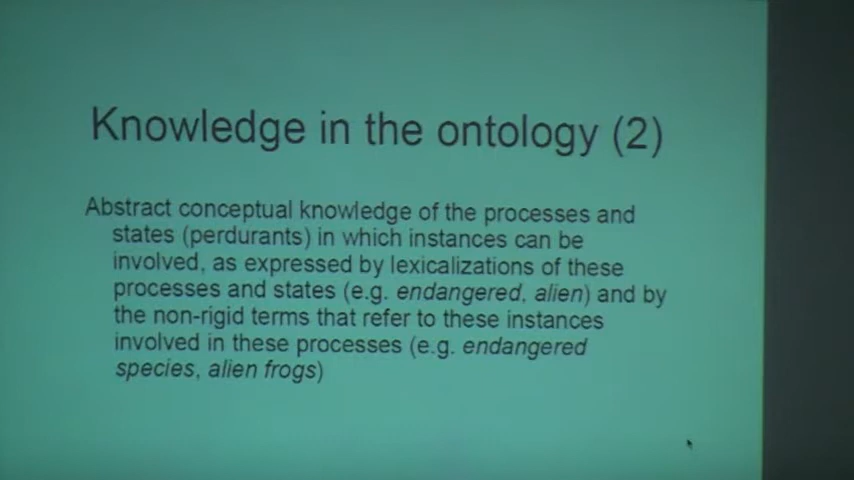 Knowledge in the ontology (2)
Abstract conceptual knowledge of the processes and
states (perdurants) in which instances can be
involved, as expressed by lexicalizations of these
processes and states (e.g. endangered, alien) and by
the non-rigid terms that refer to these instances
involved in these processes (e.g. endangered
species, alien frogs)